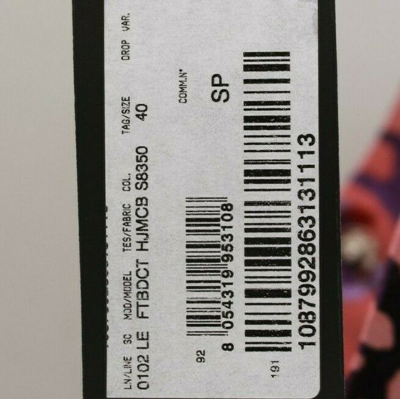 LN/LINE SC MOD/MODEL TES/FABRIC COL. TAG/SIZE DROP VAR.
0102 LE FTBDCT HJMCB S8350 40
COMM.N°
SP
92
8 054319 953108
191
1087992863131113